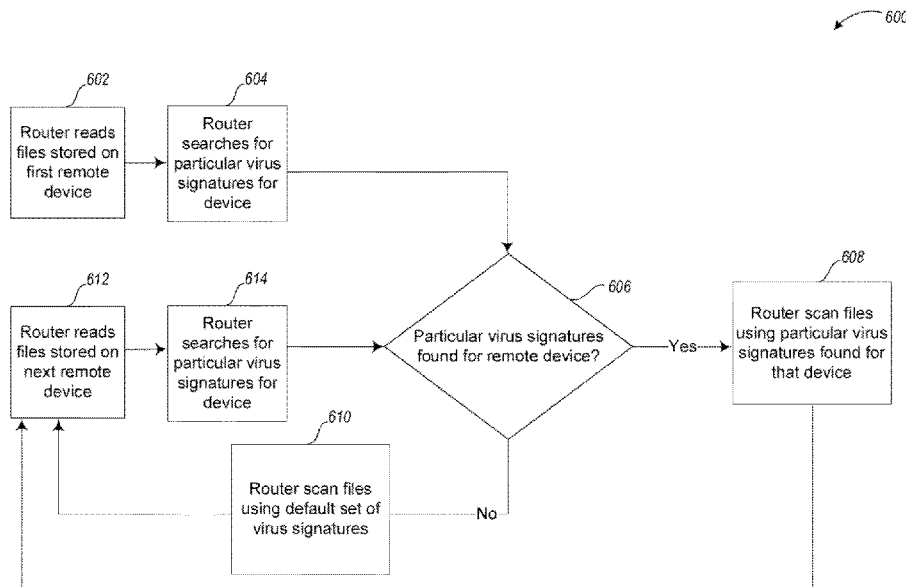 600
602
Router reads
files stored on
first remote
device
604
Router
searches for
particular virus
signatures for
device
606
Particular virus signatures
found for remote device?
Yes
608
Router scan files
using particular virus
signatures found for
that device
612
Router reads
files stored on
next remote
device
614
Router
searches for
particular virus
signatures for
device
610
Router scan files
using default set of
virus signatures
No